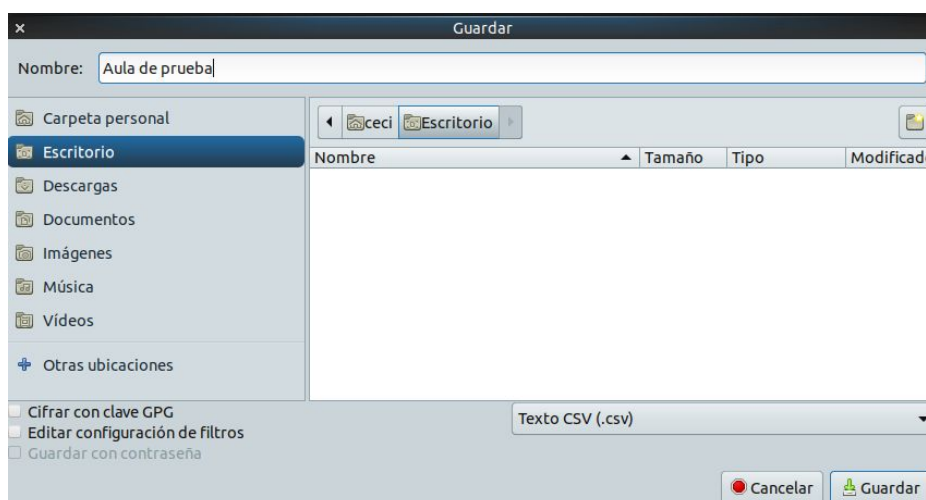 Guardar
Nombre: Aula de prueba
Carpeta personal
Escritorio
Descargas
Documentos
Imágenes
Música
Vídeos
Otras ubicaciones
ceci Escritorio
Nombre Tamaño Tipo Modificad
Cifrar con clave GPG
Editar configuración de filtros
Guardar con contraseña
Texto CSV (.csv)
Cancelar Guardar